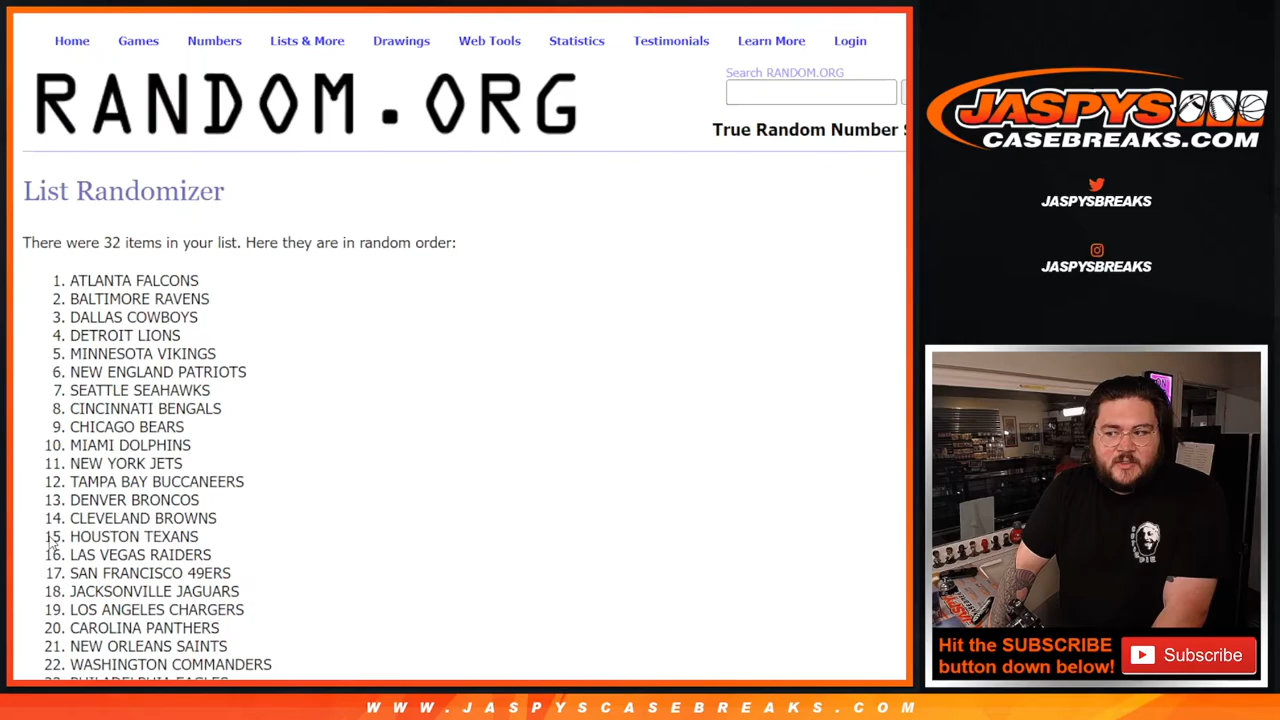 Home Games Numbers Lists & More Drawings Web Tools Statistics Testimonials Learn More Login
RANDOM.ORG
Search RANDOM.ORG
True Random Number S
List Randomizer
There were 32 items in your list. Here they are in random order:
1. ATLANTA FALCONS
2. BALTIMORE RAVENS
3. DALLAS COWBOYS
4. DETROIT LIONS
5. MINNESOTA VIKINGS
6. NEW ENGLAND PATRIOTS
7. SEATTLE SEAHAWKS
8. CINCINNATI BENGALS
9. CHICAGO BEARS
10. MIAMI DOLPHINS
11. NEW YORK JETS
12. TAMPA BAY BUCCANEERS
13. DENVER BRONCOS
14. CLEVELAND BROWNS
15. HOUSTON TEXANS
16. LAS VEGAS RAIDERS
17. SAN FRANCISCO 49ERS
18. JACKSONVILLE JAGUARS
19. LOS ANGELES CHARGERS
20. CAROLINA PANTHERS
21. NEW ORLEANS SAINTS
22. WASHINGTON COMMANDERS
23. PHILADELPHIA EAGLES
JASPYS
CASEBREAKS.COM
JASPYSBREAKS
JASPYSBREAKS
Hit the SUBSCRIBE
button down below!
Subscribe
WWW.JASPYSCASEBREAKS.COM